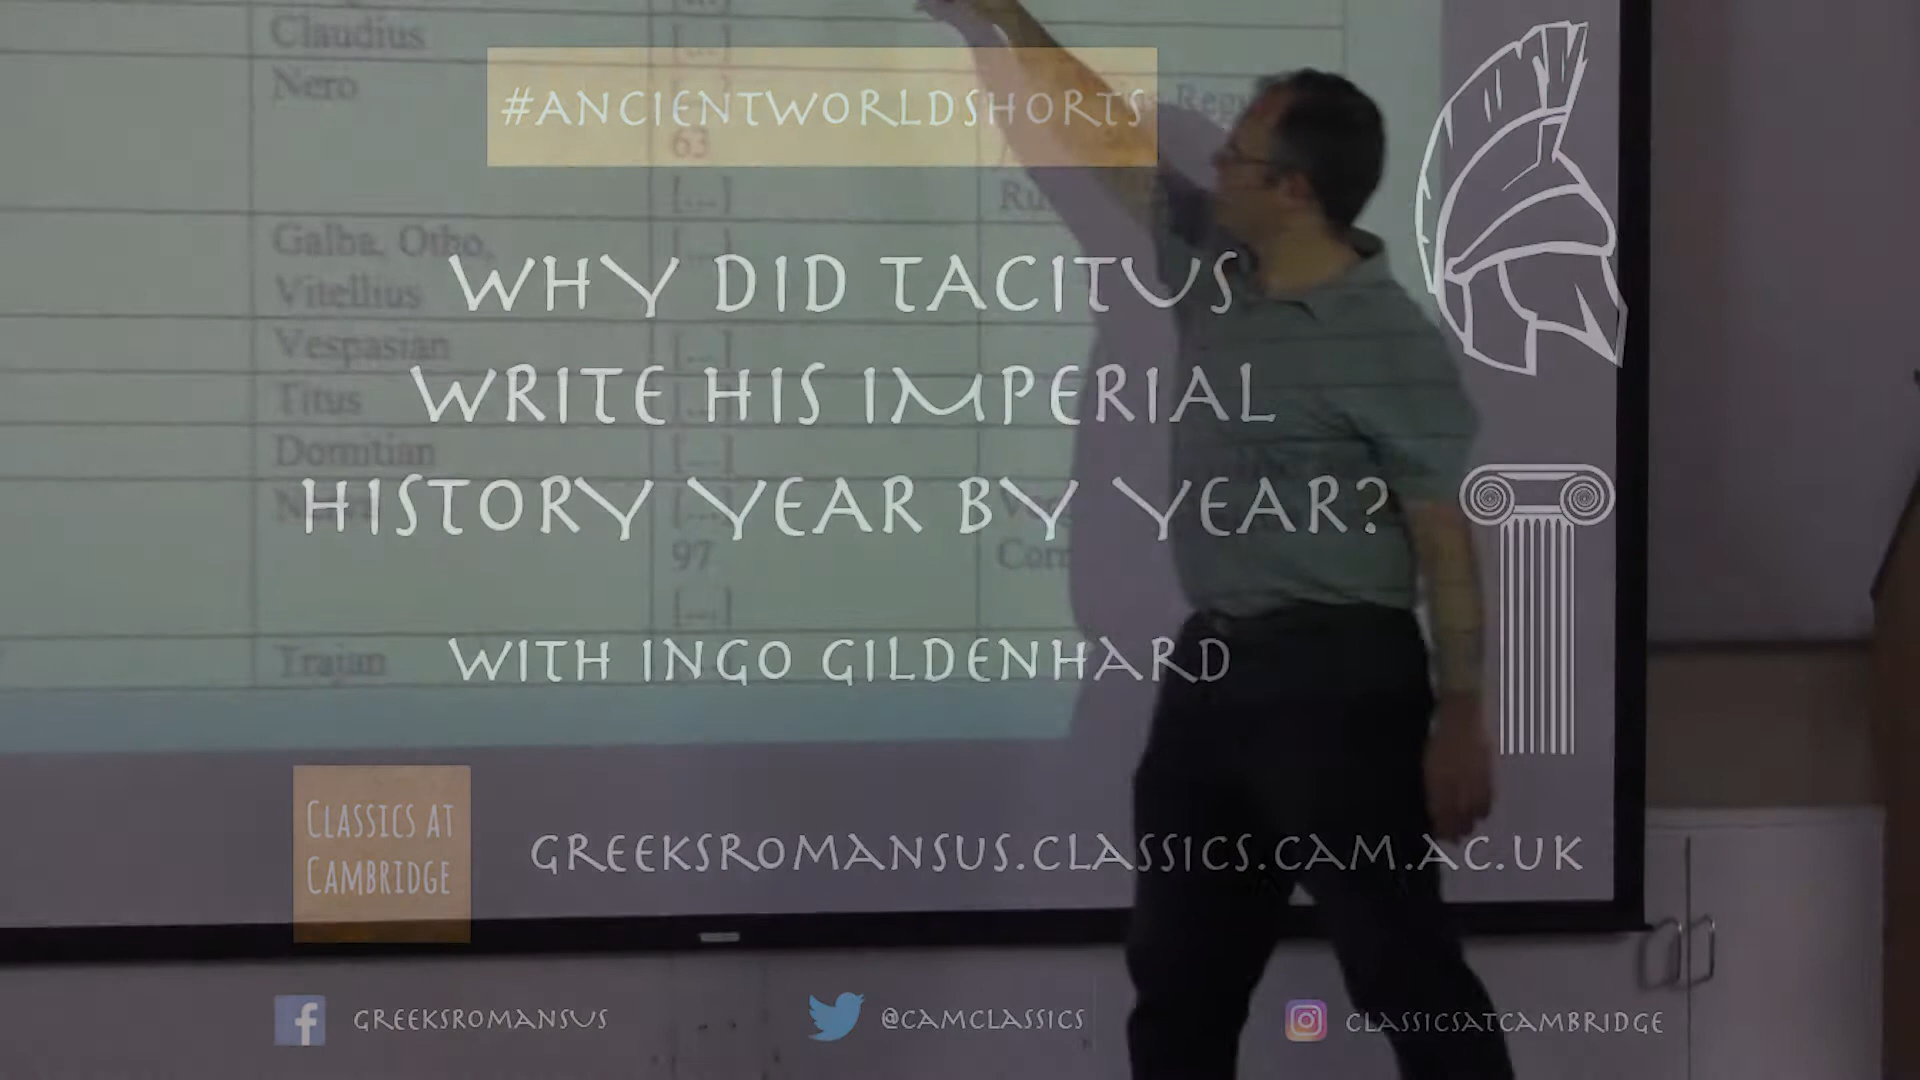 Claudius
[...]
#ANCIENTWORLDSHORTS
Nero
63
[...]
Galba, Otho,
Vitellius
[...]
WHY DID TACITUS
Vespasian
[...]
WRITE HIS IMPERIAL
Titus
[...]
Domitian
[...]
HISTORY YEAR BY YEAR?
[...]
97
[...]
Trajan
WITH INGO GILDENHARD
CLASSICS AT
CAMBRIDGE
GREEKSROMANSUS.CLASSICS.CAM.AC.UK
GREEKSROMANSUS
@CAMCLASSICS
CLASSICSATCAMBRIDGE